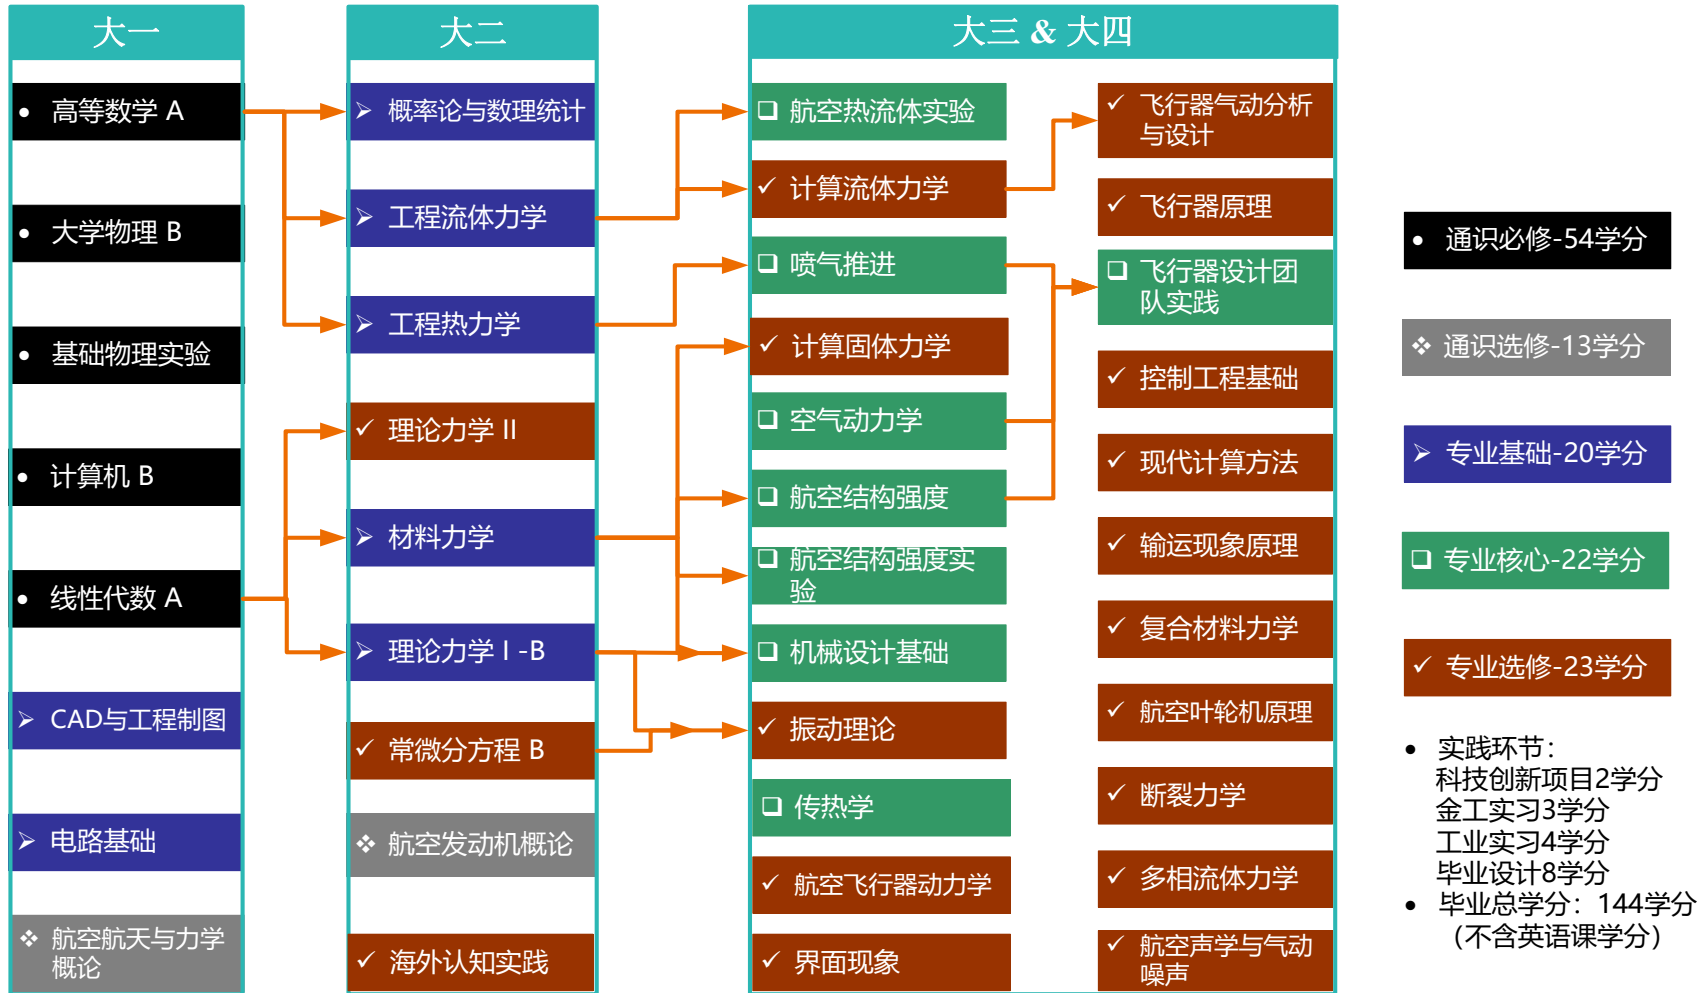 大一
高等数学 A
大学物理 B
基础物理实验
计算机 B
线性代数 A
CAD与工程制图
电路基础
航空航天与力学
概论
大二
概率论与数理统计
工程流体力学
工程热力学
理论力学 II
材料力学
理论力学 I -B
常微分方程 B
航空发动机概论
海外认知实践
大三 & 大四
航空热流体实验
计算流体力学
喷气推进
计算固体力学
空气动力学
航空结构强度
航空结构强度实
验
机械设计基础
振动理论
传热学
航空飞行器动力学
界面现象
飞行器气动分析
与设计
飞行器原理
飞行器设计团
队实践
控制工程基础
现代计算方法
输运现象原理
复合材料力学
航空叶轮机原理
断裂力学
多相流体力学
航空声学与气动
噪声
通识必修-54学分
通识选修-13学分
专业基础-20学分
专业核心-22学分
专业选修-23学分
实践环节：
科技创新项目2学分
金工实习3学分
工业实习4学分
毕业设计8学分
毕业总学分：144学分
（不含英语课学分）